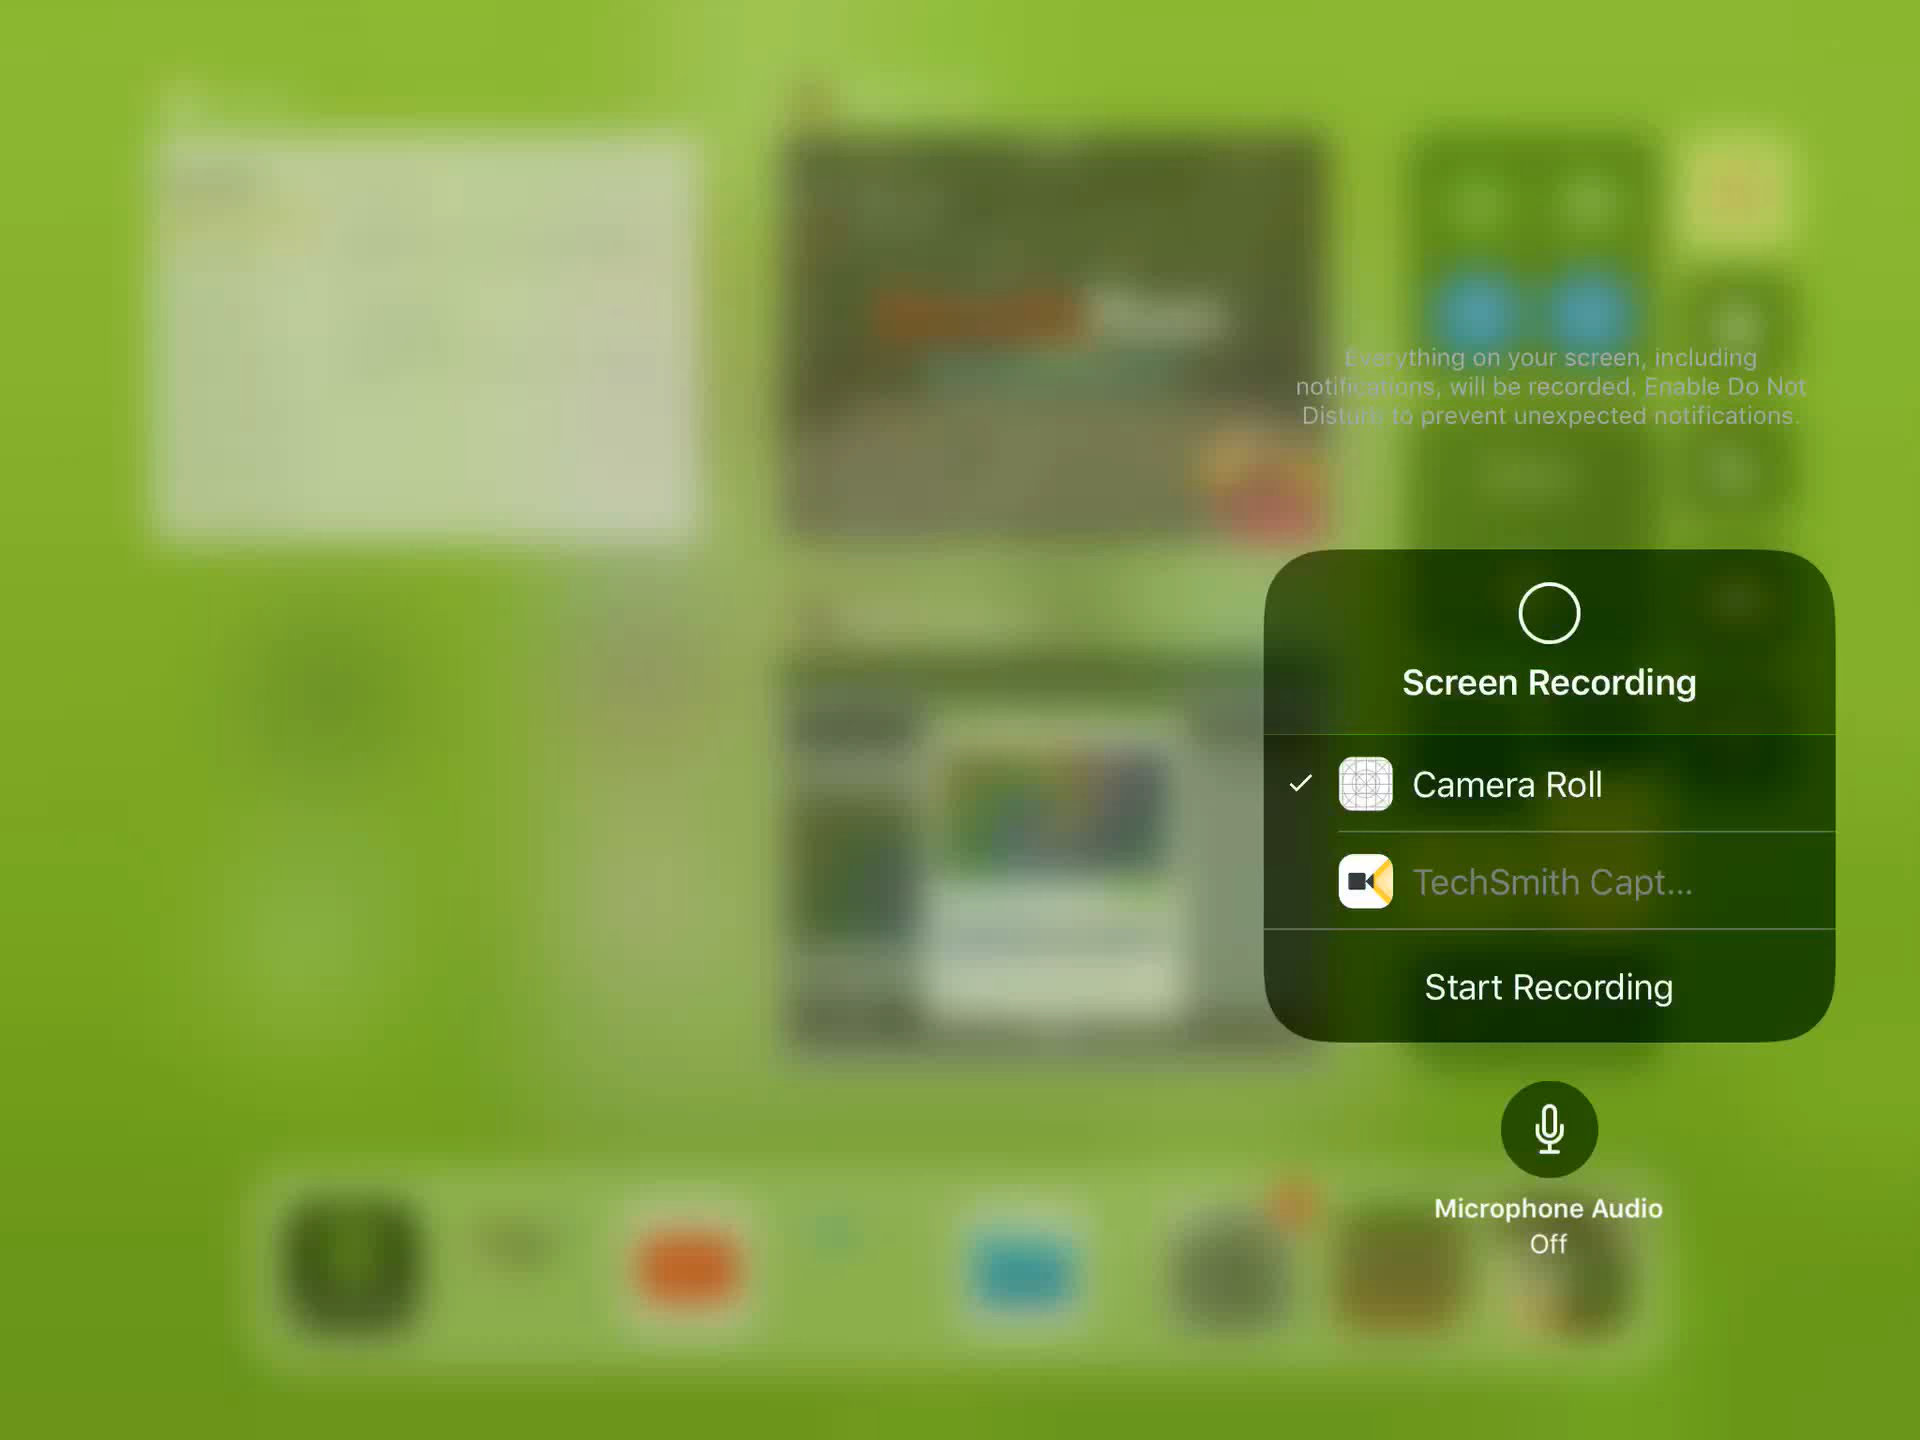 Everything on your screen, including
notifications, will be recorded. Enable Do Not
Disturb to prevent unexpected notifications.
Screen Recording
Camera Roll
TechSmith Capt...
Start Recording
Microphone Audio
Off